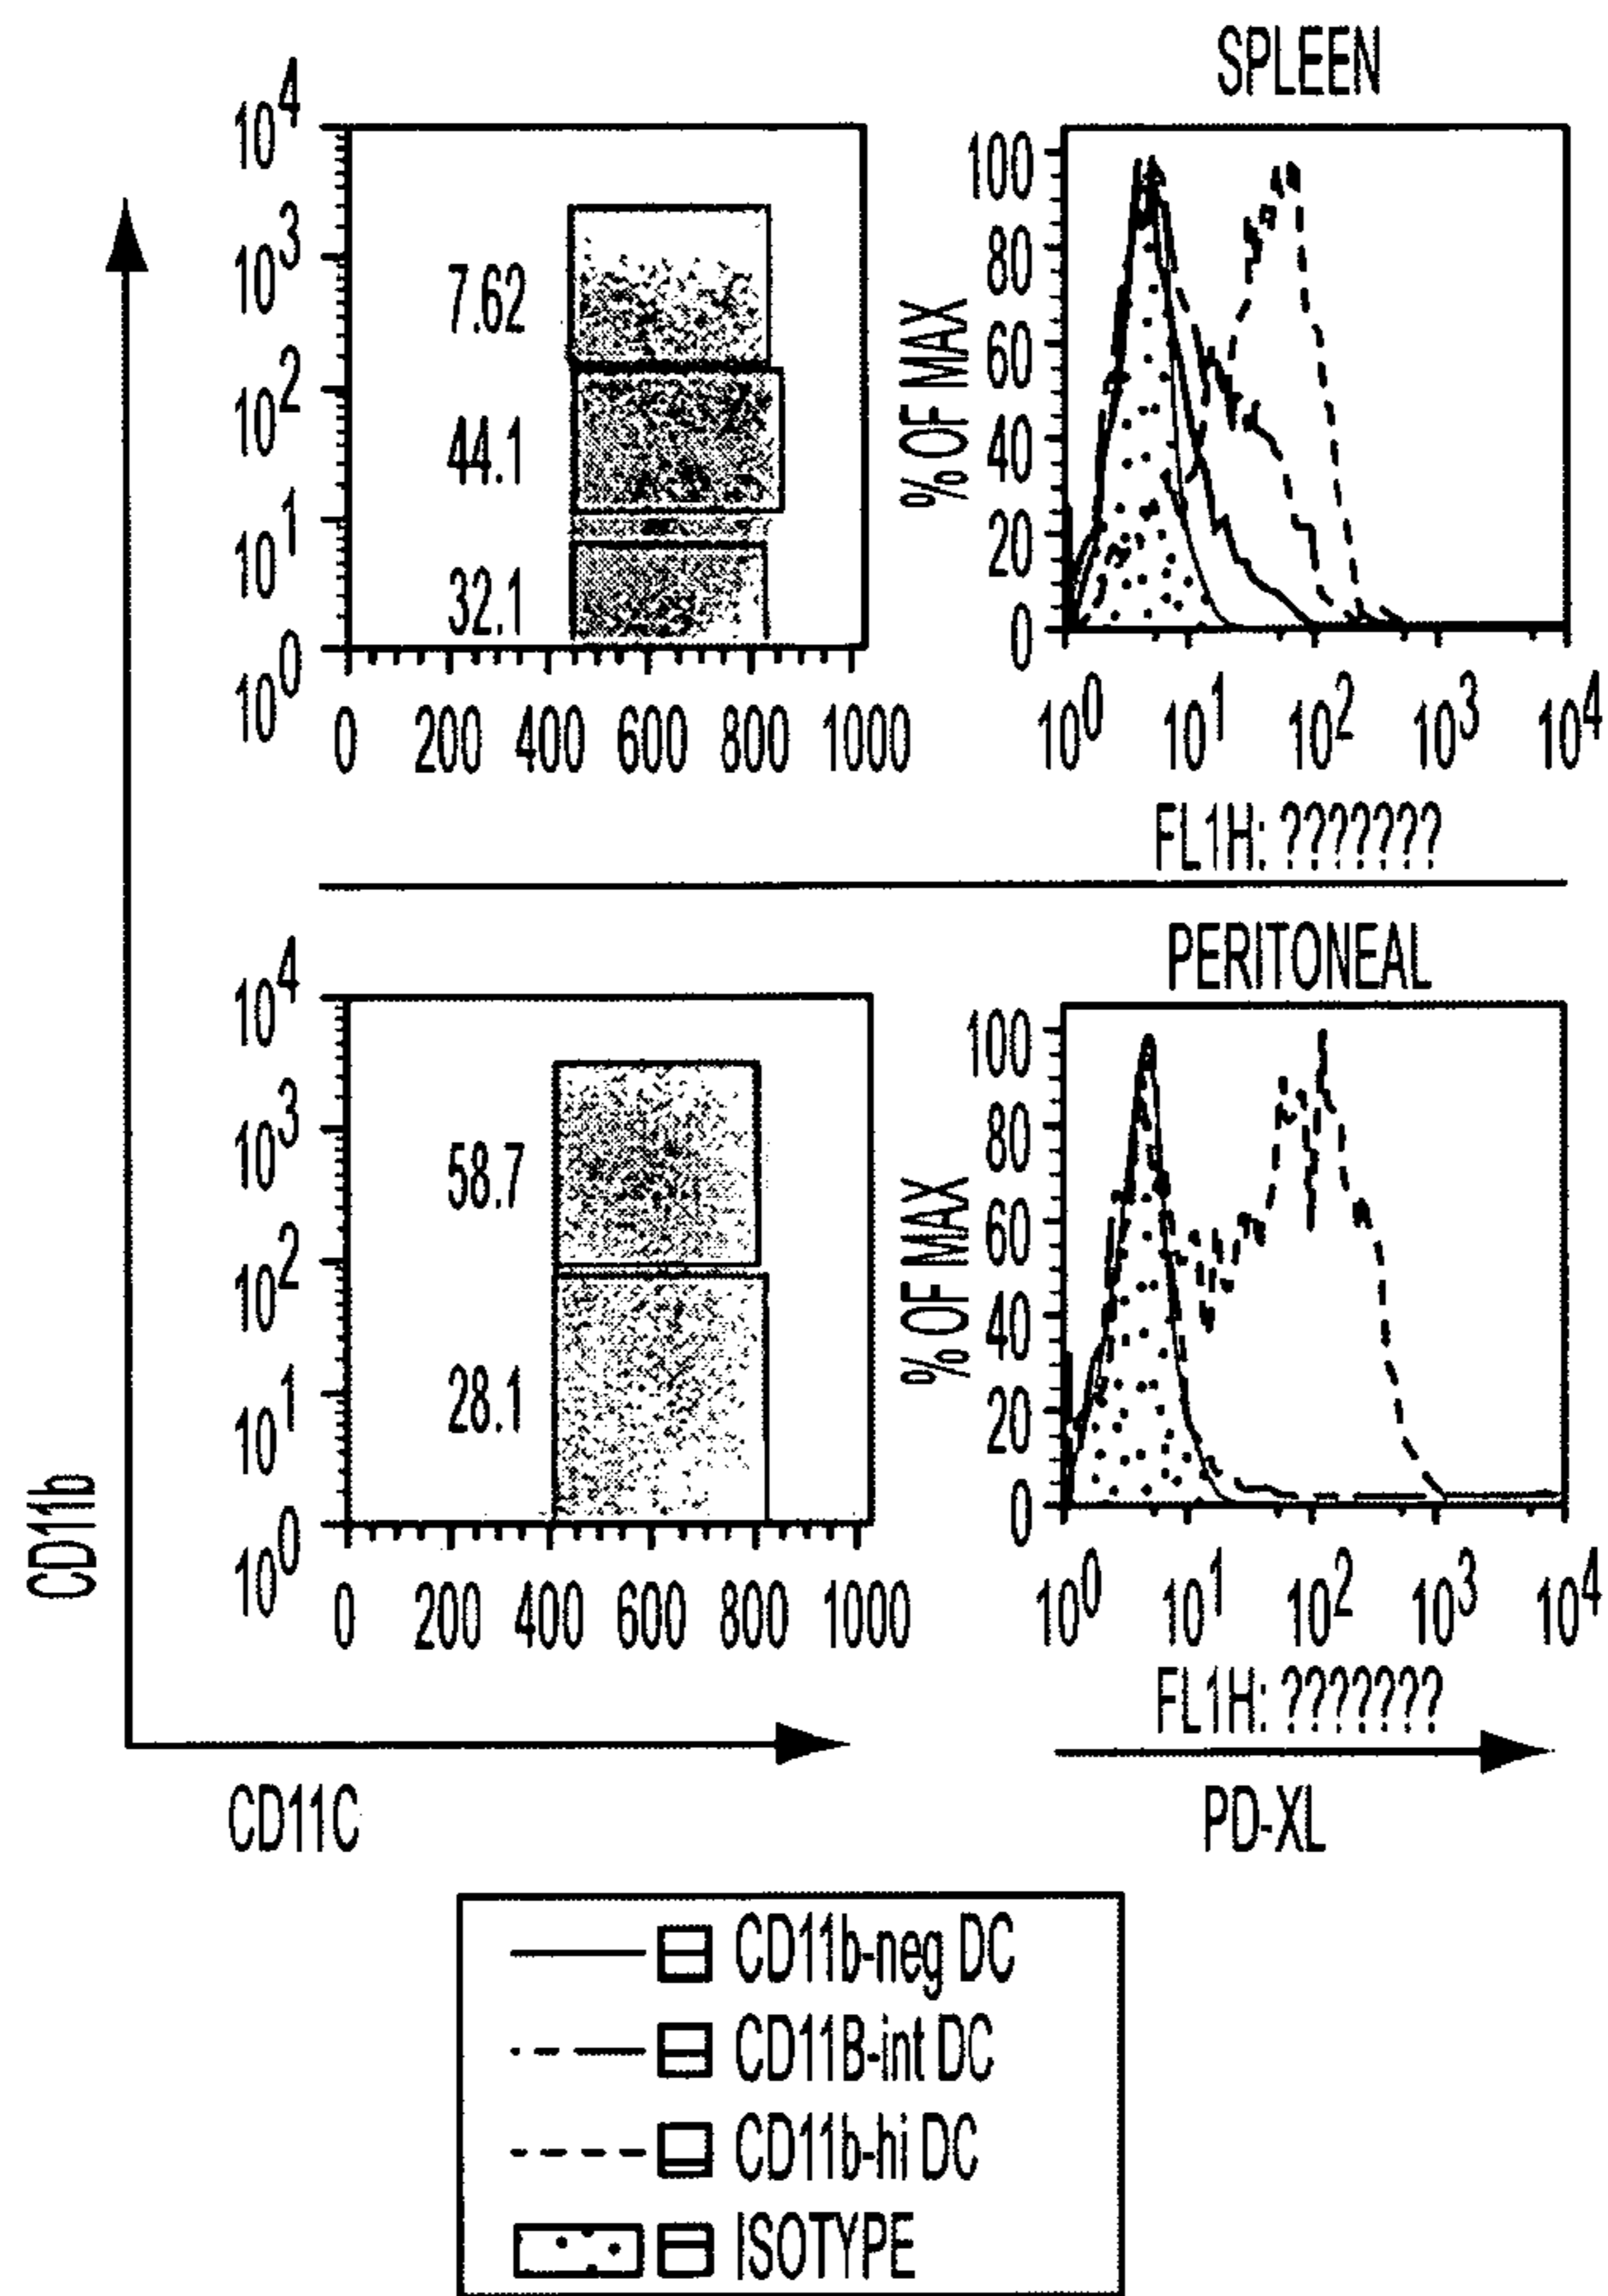 SPLEEN
10^4
10^3
10^2
10^1
10^0
7.62
44.1
32.1
0 200 400 600 800 1000
% OF MAX
100
80
60
40
20
0
10^0 10^1 10^2 10^3 10^4
FL1H: ???????
PERITONEAL
10^4
10^3
10^2
10^1
10^0
58.7
28.1
0 200 400 600 800 1000
% OF MAX
100
80
60
40
20
0
10^0 10^1 10^2 10^3 10^4
FL1H: ???????
CD11b
CD11C
PD-XL
CD11b-neg DC
CD11B-int DC
CD11b-hi DC
ISOTYPE